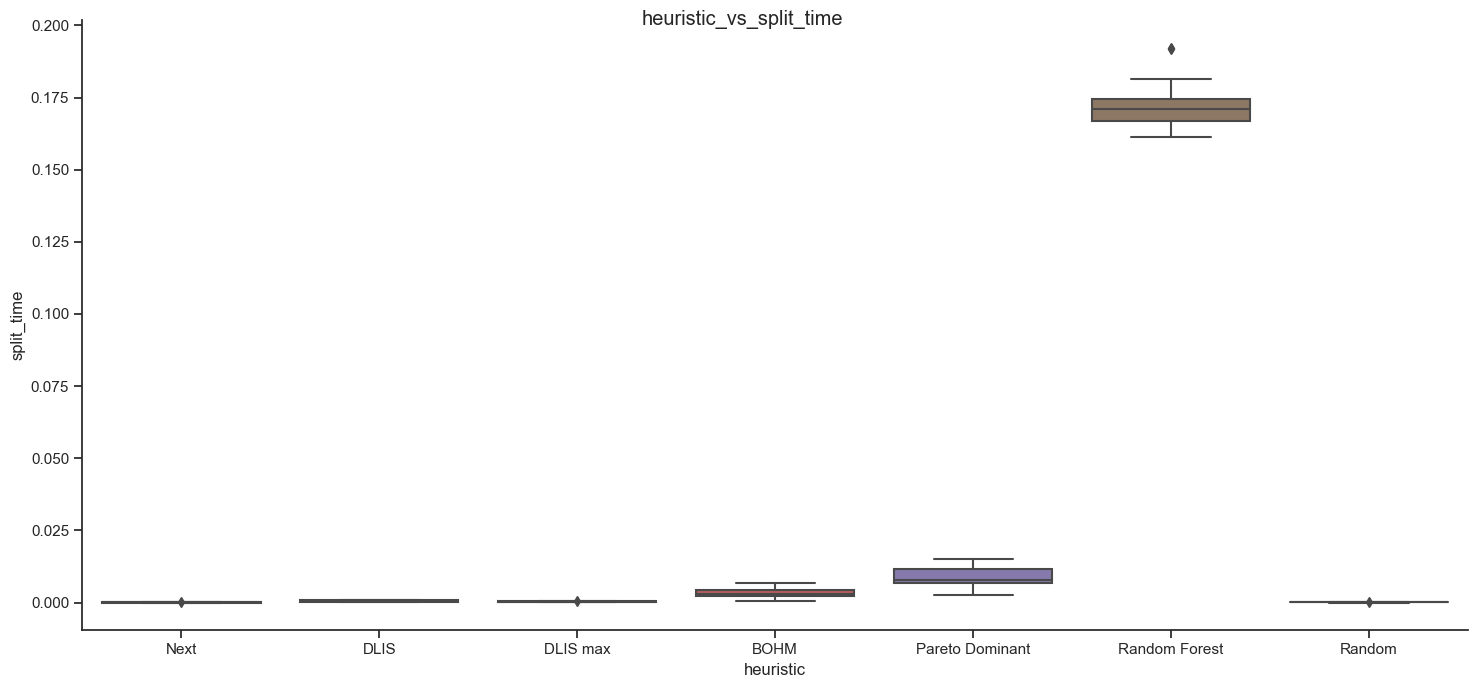 heuristic_vs_split_time
split_time
0.200
0.175
0.150
0.125
0.100
0.075
0.050
0.025
0.000
Next DLIS DLIS max BOHM Pareto Dominant Random Forest Random
heuristic